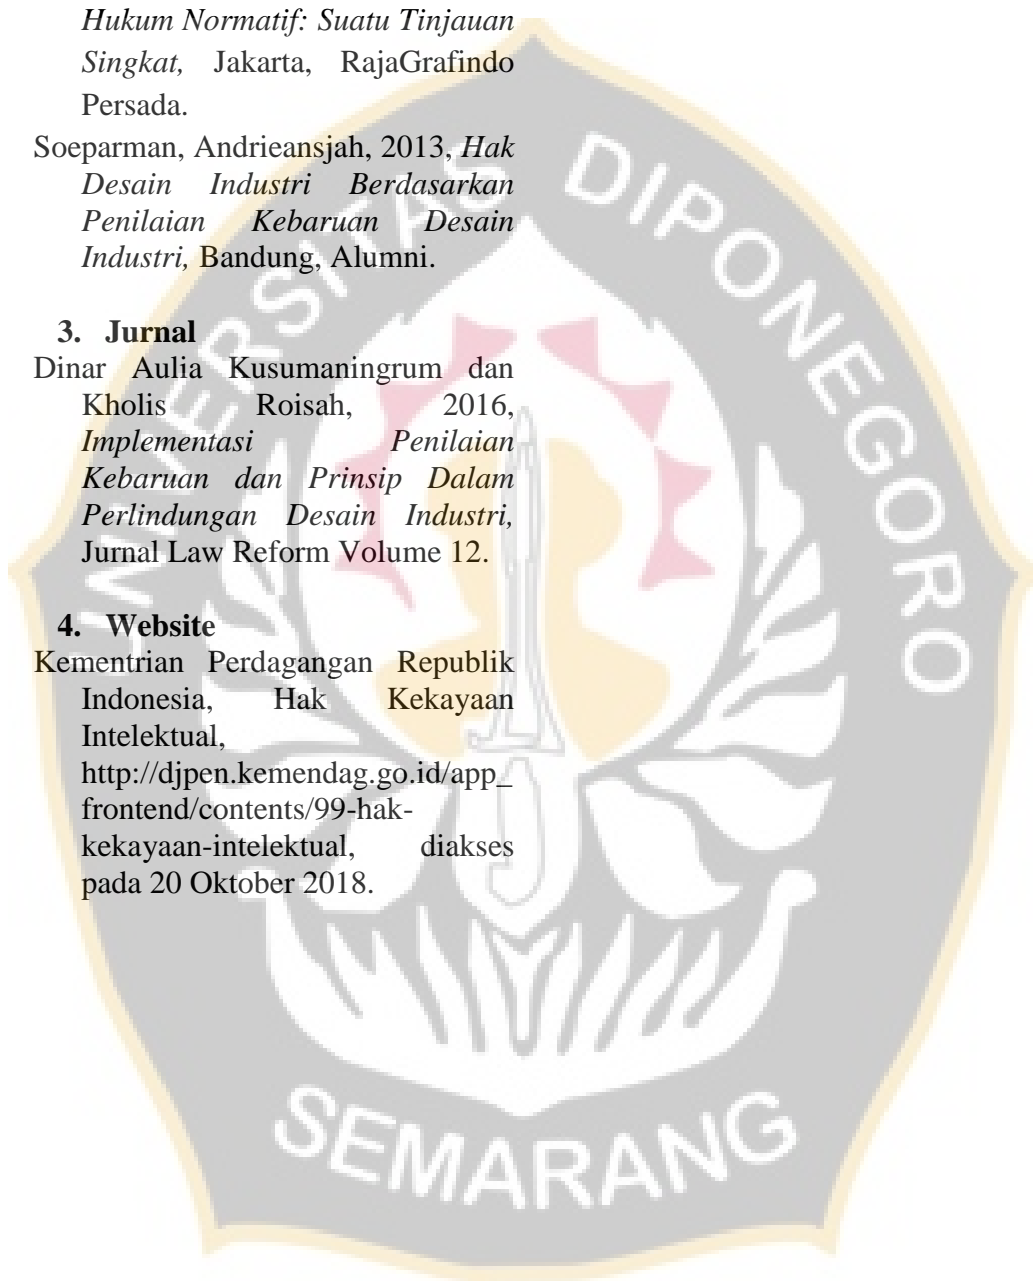 Hukum Normatif: Suatu Tinjauan
Singkat, Jakarta, RajaGrafindo
Persada.
Soeparman, Andrieansjah, 2013, Hak
Desain Industri Berdasarkan
Penilaian Kebaruan Desain
Industri, Bandung, Alumni.
3. Jurnal
Dinar Aulia Kusumaningrum dan
Kholis Roisah, 2016,
Implementasi Penilaian
Kebaruan dan Prinsip Dalam
Perlindungan Desain Industri,
Jurnal Law Reform Volume 12.
4. Website
Kementrian Perdagangan Republik
Indonesia, Hak Kekayaan
Intelektual,
http://djpen.kemendag.go.id/app_
frontend/contents/99-hak-
kekayaan-intelektual, diakses
pada 20 Oktober 2018.
UNIVERSITAS DIPONEGORO
SEMARANG